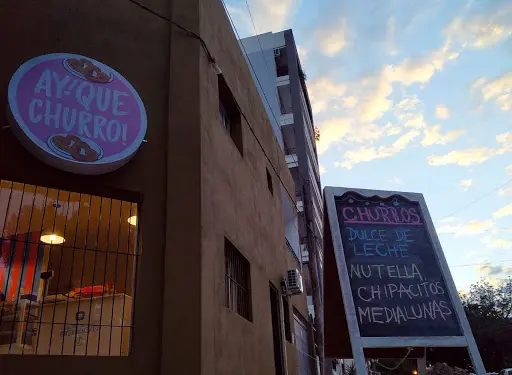 AY! QUE
CHURRO!
CHURROS
DULCE DE
LECHE
NUTELLA
CHIPACITOS
MEDIALUNAS